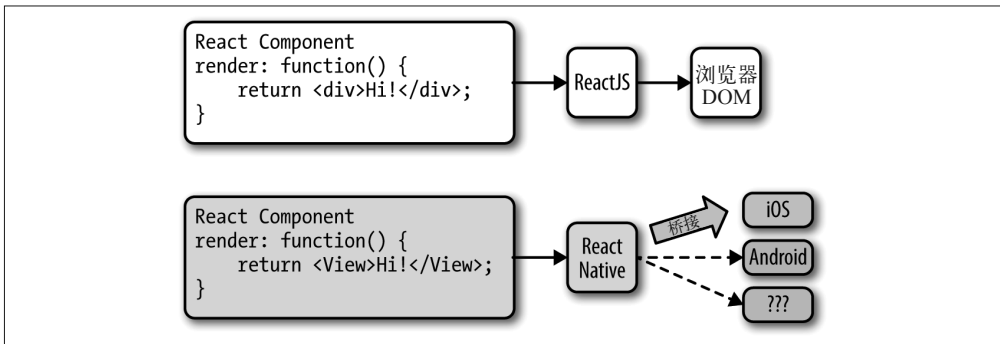 React Component
render: function() {
    return <div>Hi!</div>;
}
ReactJS
浏览器
DOM
React Component
render: function() {
    return <View>Hi!</View>;
}
React
Native
桥接
iOS
Android
???